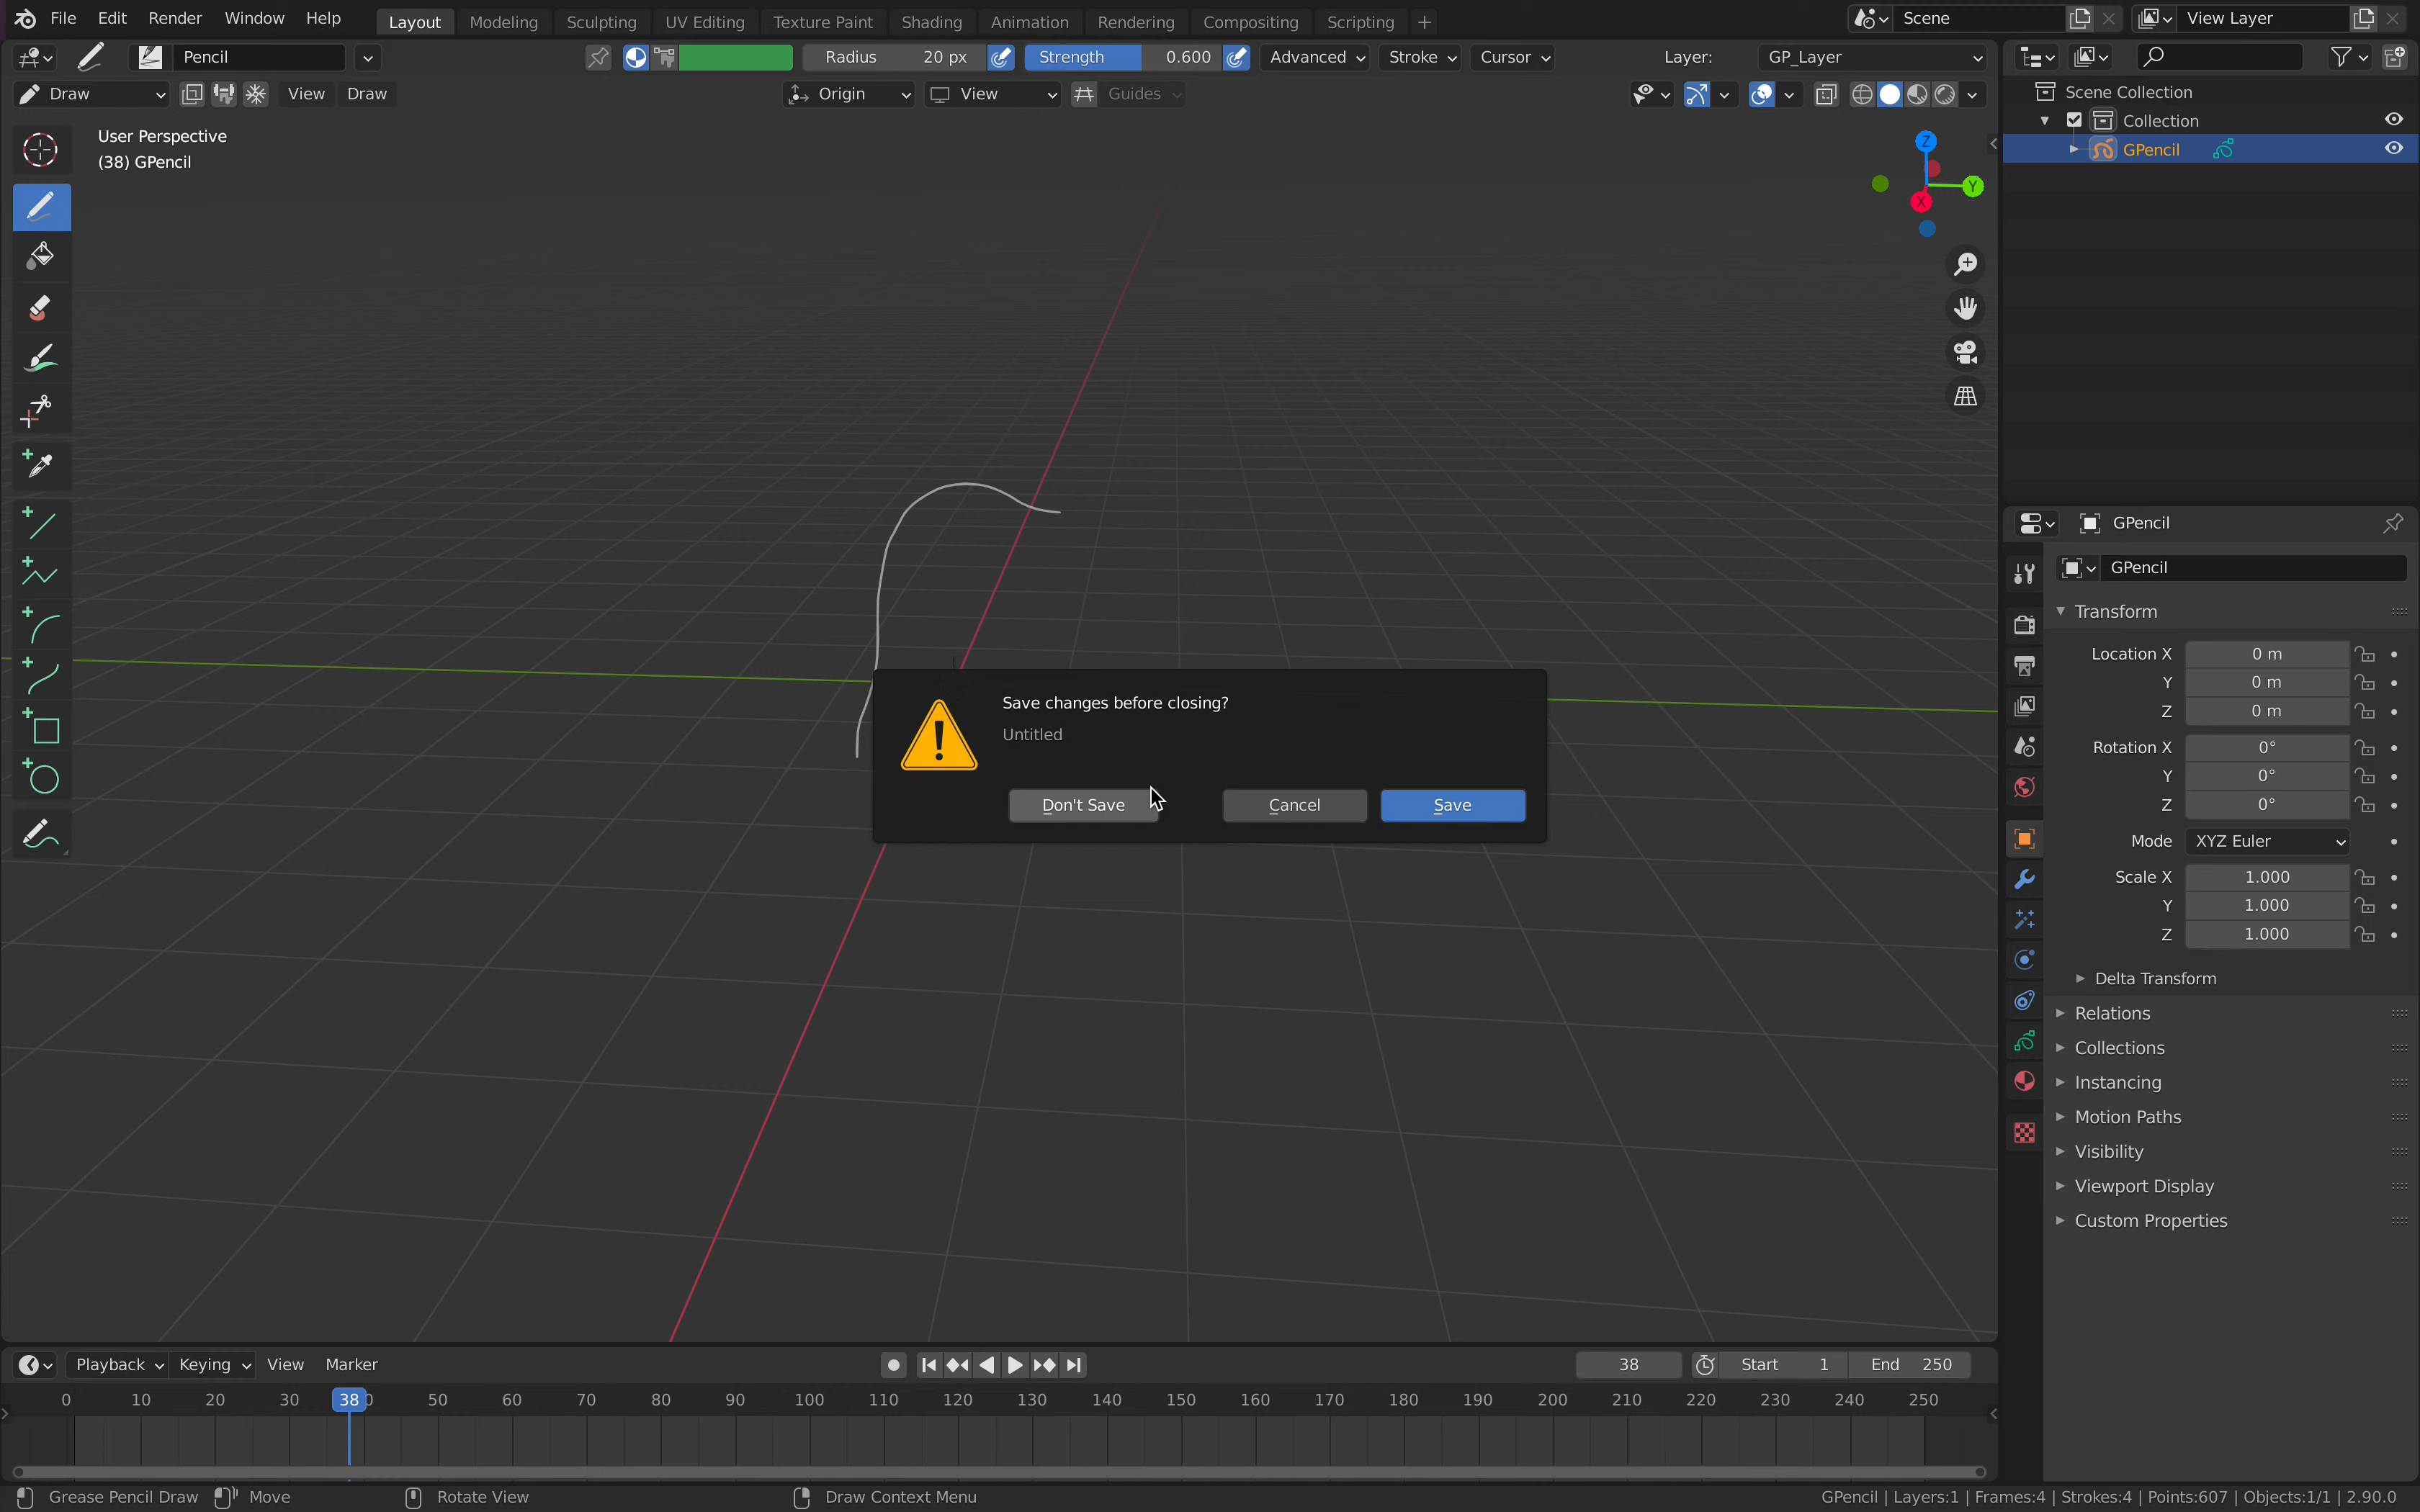 File Edit Render Window Help Layout Modeling Sculpting UV Editing Texture Paint Shading Animation Rendering Compositing Scripting + Scene View Layer
Pencil Radius 20 px Strength 0.600 Advanced Stroke Cursor Layer: GP_Layer
Draw View Draw Origin View Guides
User Perspective
(38) GPencil
Z
Y
X
Scene Collection
Collection
GPencil
Save changes before closing?
Untitled
Don't Save Cancel Save
GPencil
GPencil
Transform
Location X 0 m
Y 0 m
Z 0 m
Rotation X 0°
Y 0°
Z 0°
Mode XYZ Euler
Scale X 1.000
Y 1.000
Z 1.000
Delta Transform
Relations
Collections
Instancing
Motion Paths
Visibility
Viewport Display
Custom Properties
Playback Keying View Marker 38 Start 1 End 250
0 10 20 30 38 50 60 70 80 90 100 110 120 130 140 150 160 170 180 190 200 210 220 230 240 250
Grease Pencil Draw Move Rotate View Draw Context Menu GPencil | Layers:1 | Frames:4 | Strokes:4 | Points:607 | Objects:1/1 | 2.90.0